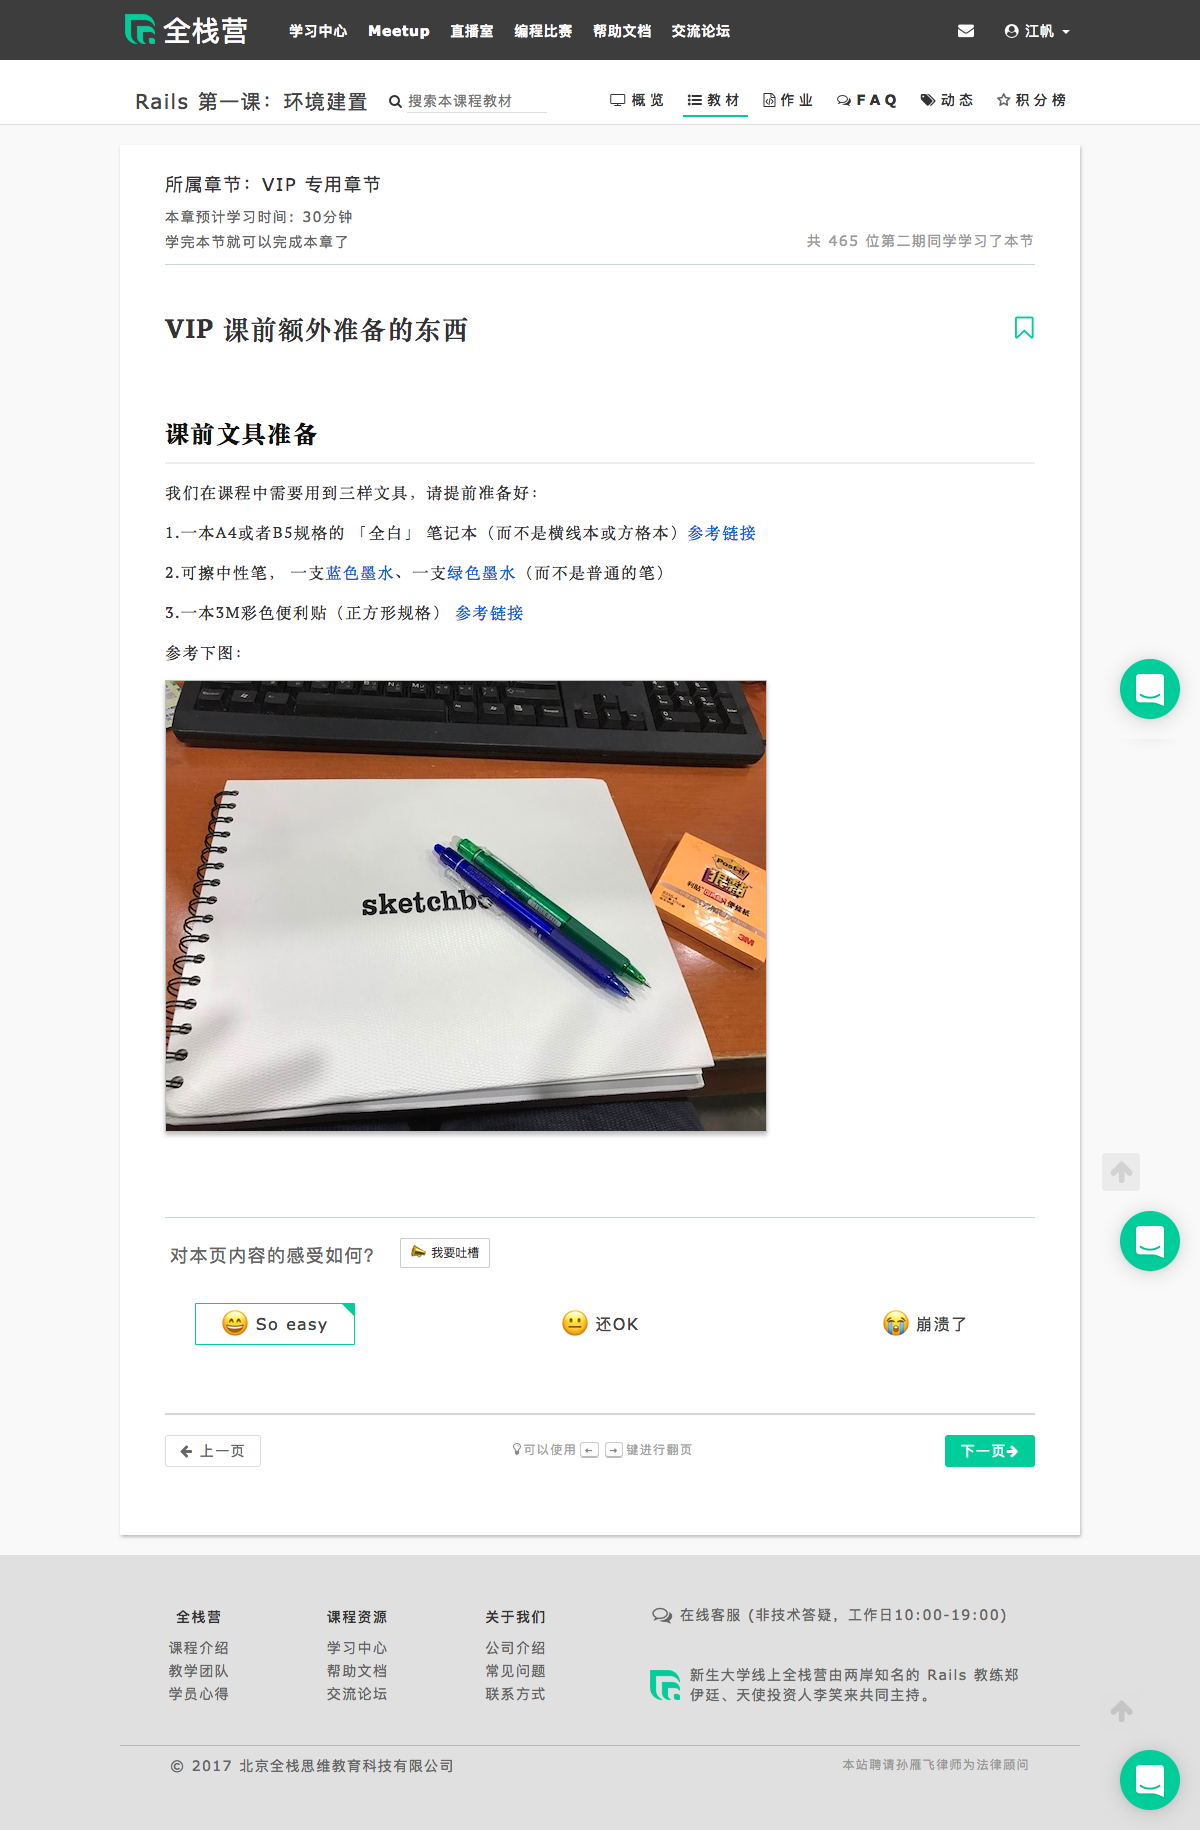 全栈营
学习中心 Meetup 直播室 编程比赛 帮助文档 交流论坛
江帆
Rails 第一课：环境建置
搜索本课程教材
概览 教材 作业 FAQ 动态 积分榜
所属章节：VIP 专用章节
本章预计学习时间：30分钟
学完本节就可以完成本章了
共 465 位第二期同学学习了本节
VIP 课前额外准备的东西
课前文具准备
我们在课程中需要用到三样文具，请提前准备好：
1.一本A4或者B5规格的 「全白」 笔记本（而不是横线本或方格本）参考链接
2.可擦中性笔， 一支蓝色墨水、一支绿色墨水（而不是普通的笔）
3.一本3M彩色便利贴（正方形规格） 参考链接
参考下图：
sketchbo
Post-it
3M
对本页内容的感受如何？
我要吐槽
So easy
还OK
崩溃了
← 上一页
可以使用 ← → 键进行翻页
下一页→
全栈营
课程介绍
教学团队
学员心得
课程资源
学习中心
帮助文档
交流论坛
关于我们
公司介绍
常见问题
联系方式
在线客服 (非技术答疑，工作日10:00-19:00)
新生大学线上全栈营由两岸知名的 Rails 教练郑
伊廷、天使投资人李笑来共同主持。
© 2017 北京全栈思维教育科技有限公司
本站聘请孙雁飞律师为法律顾问